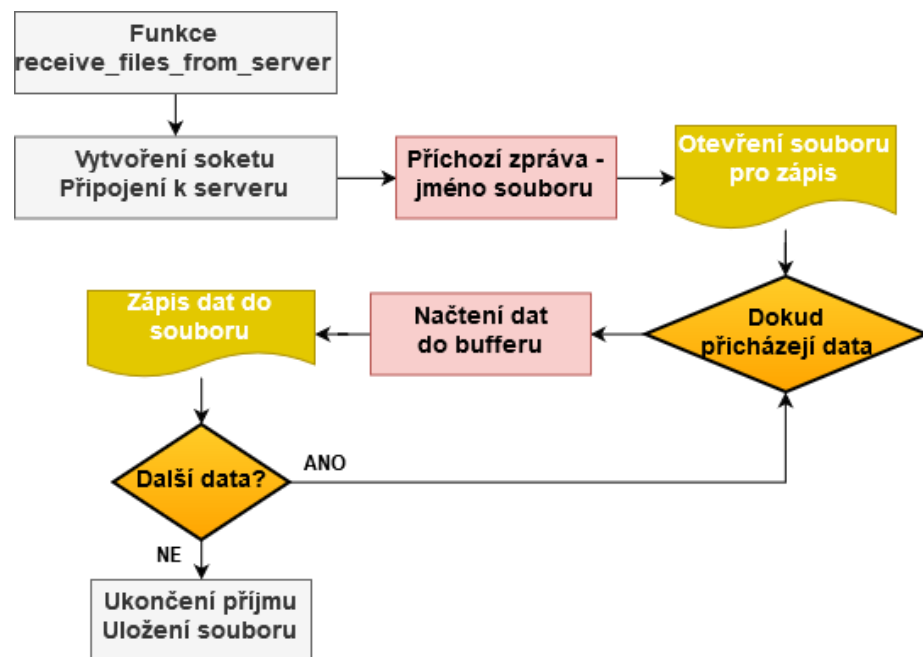 Funkce
receive_files_from_server
Vytvoření soketu
Připojení k serveru
Příchozí zpráva -
jméno souboru
Otevření souboru
pro zápis
Dokud
přicházejí data
Načtení dat
do bufferu
Zápis dat do
souboru
Další data?
ANO
NE
Ukončení příjmu
Uložení souboru